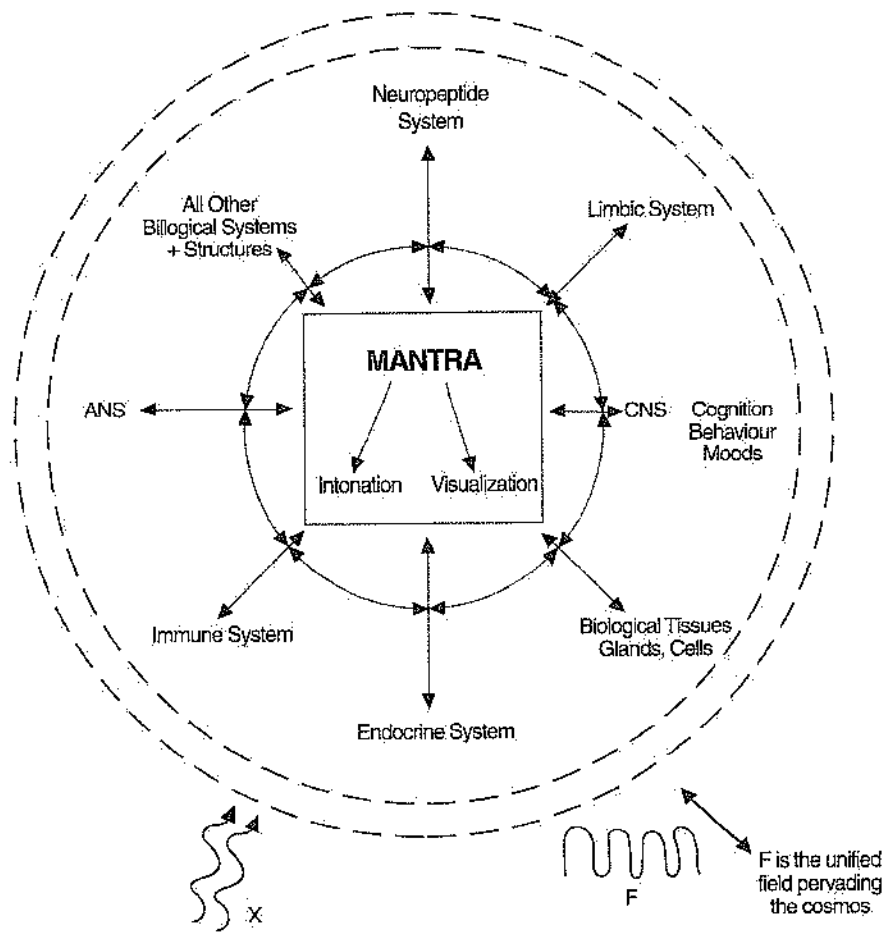 Neuropeptide
System
All Other
Billogical Systems
+ Structures
Limbic System
MANTRA
ANS
CNS
Cognition
Behaviour
Moods
Intonation
Visualization
Immune System
Biological Tissues
Glands, Cells
Endocrine System
X
F
F is the unified
field pervading
the cosmos.